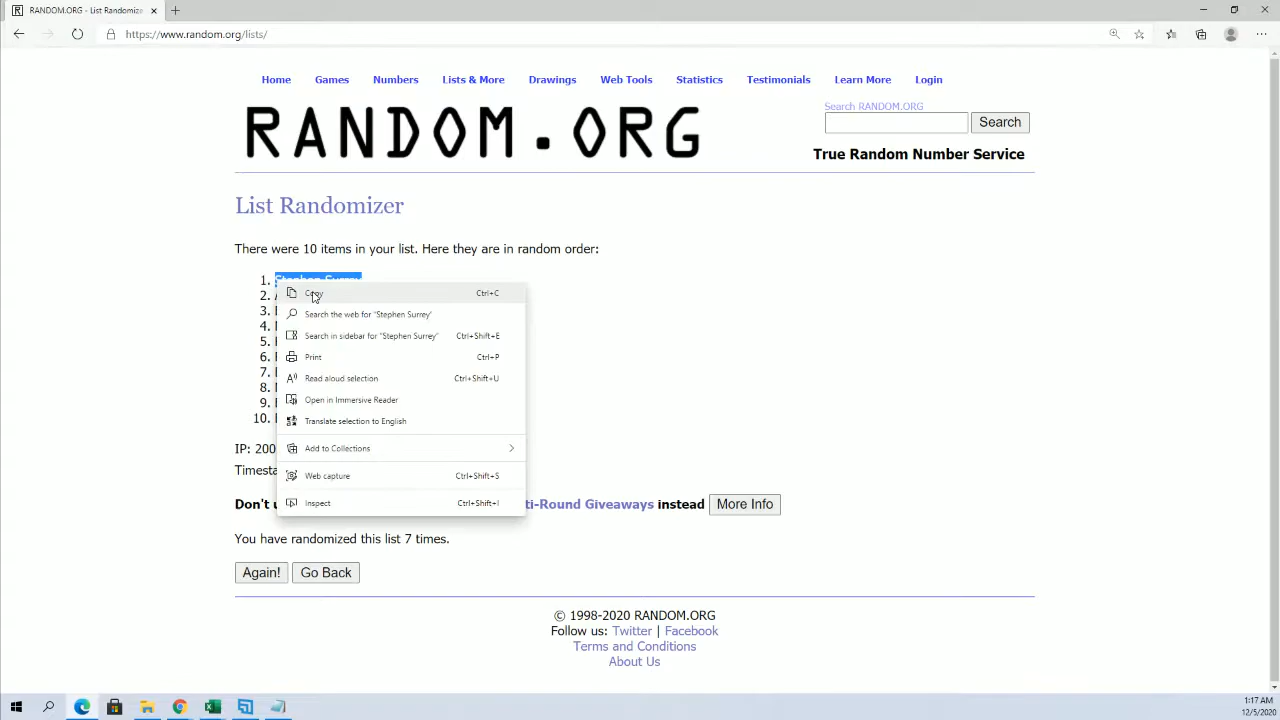 RANDOM.ORG - List Randomizer
https://www.random.org/lists/
Home Games Numbers Lists & More Drawings Web Tools Statistics Testimonials Learn More Login
RANDOM.ORG
Search RANDOM.ORG
Search
True Random Number Service
List Randomizer
There were 10 items in your list. Here they are in random order:
1. Stephen Surrey
2.
3.
4.
5.
6.
7.
8.
9.
10.
Copy Ctrl+C
Search the web for "Stephen Surrey"
Search in sidebar for "Stephen Surrey" Ctrl+Shift+E
Print Ctrl+P
Read aloud selection Ctrl+Shift+U
Open in Immersive Reader
Translate selection to English
Add to Collections
Web capture Ctrl+Shift+S
Inspect Ctrl+Shift+I
IP: 200
Timesta
Don't u ti-Round Giveaways instead More Info
You have randomized this list 7 times.
Again! Go Back
© 1998-2020 RANDOM.ORG
Follow us: Twitter | Facebook
Terms and Conditions
About Us
1:17 AM
12/5/2020